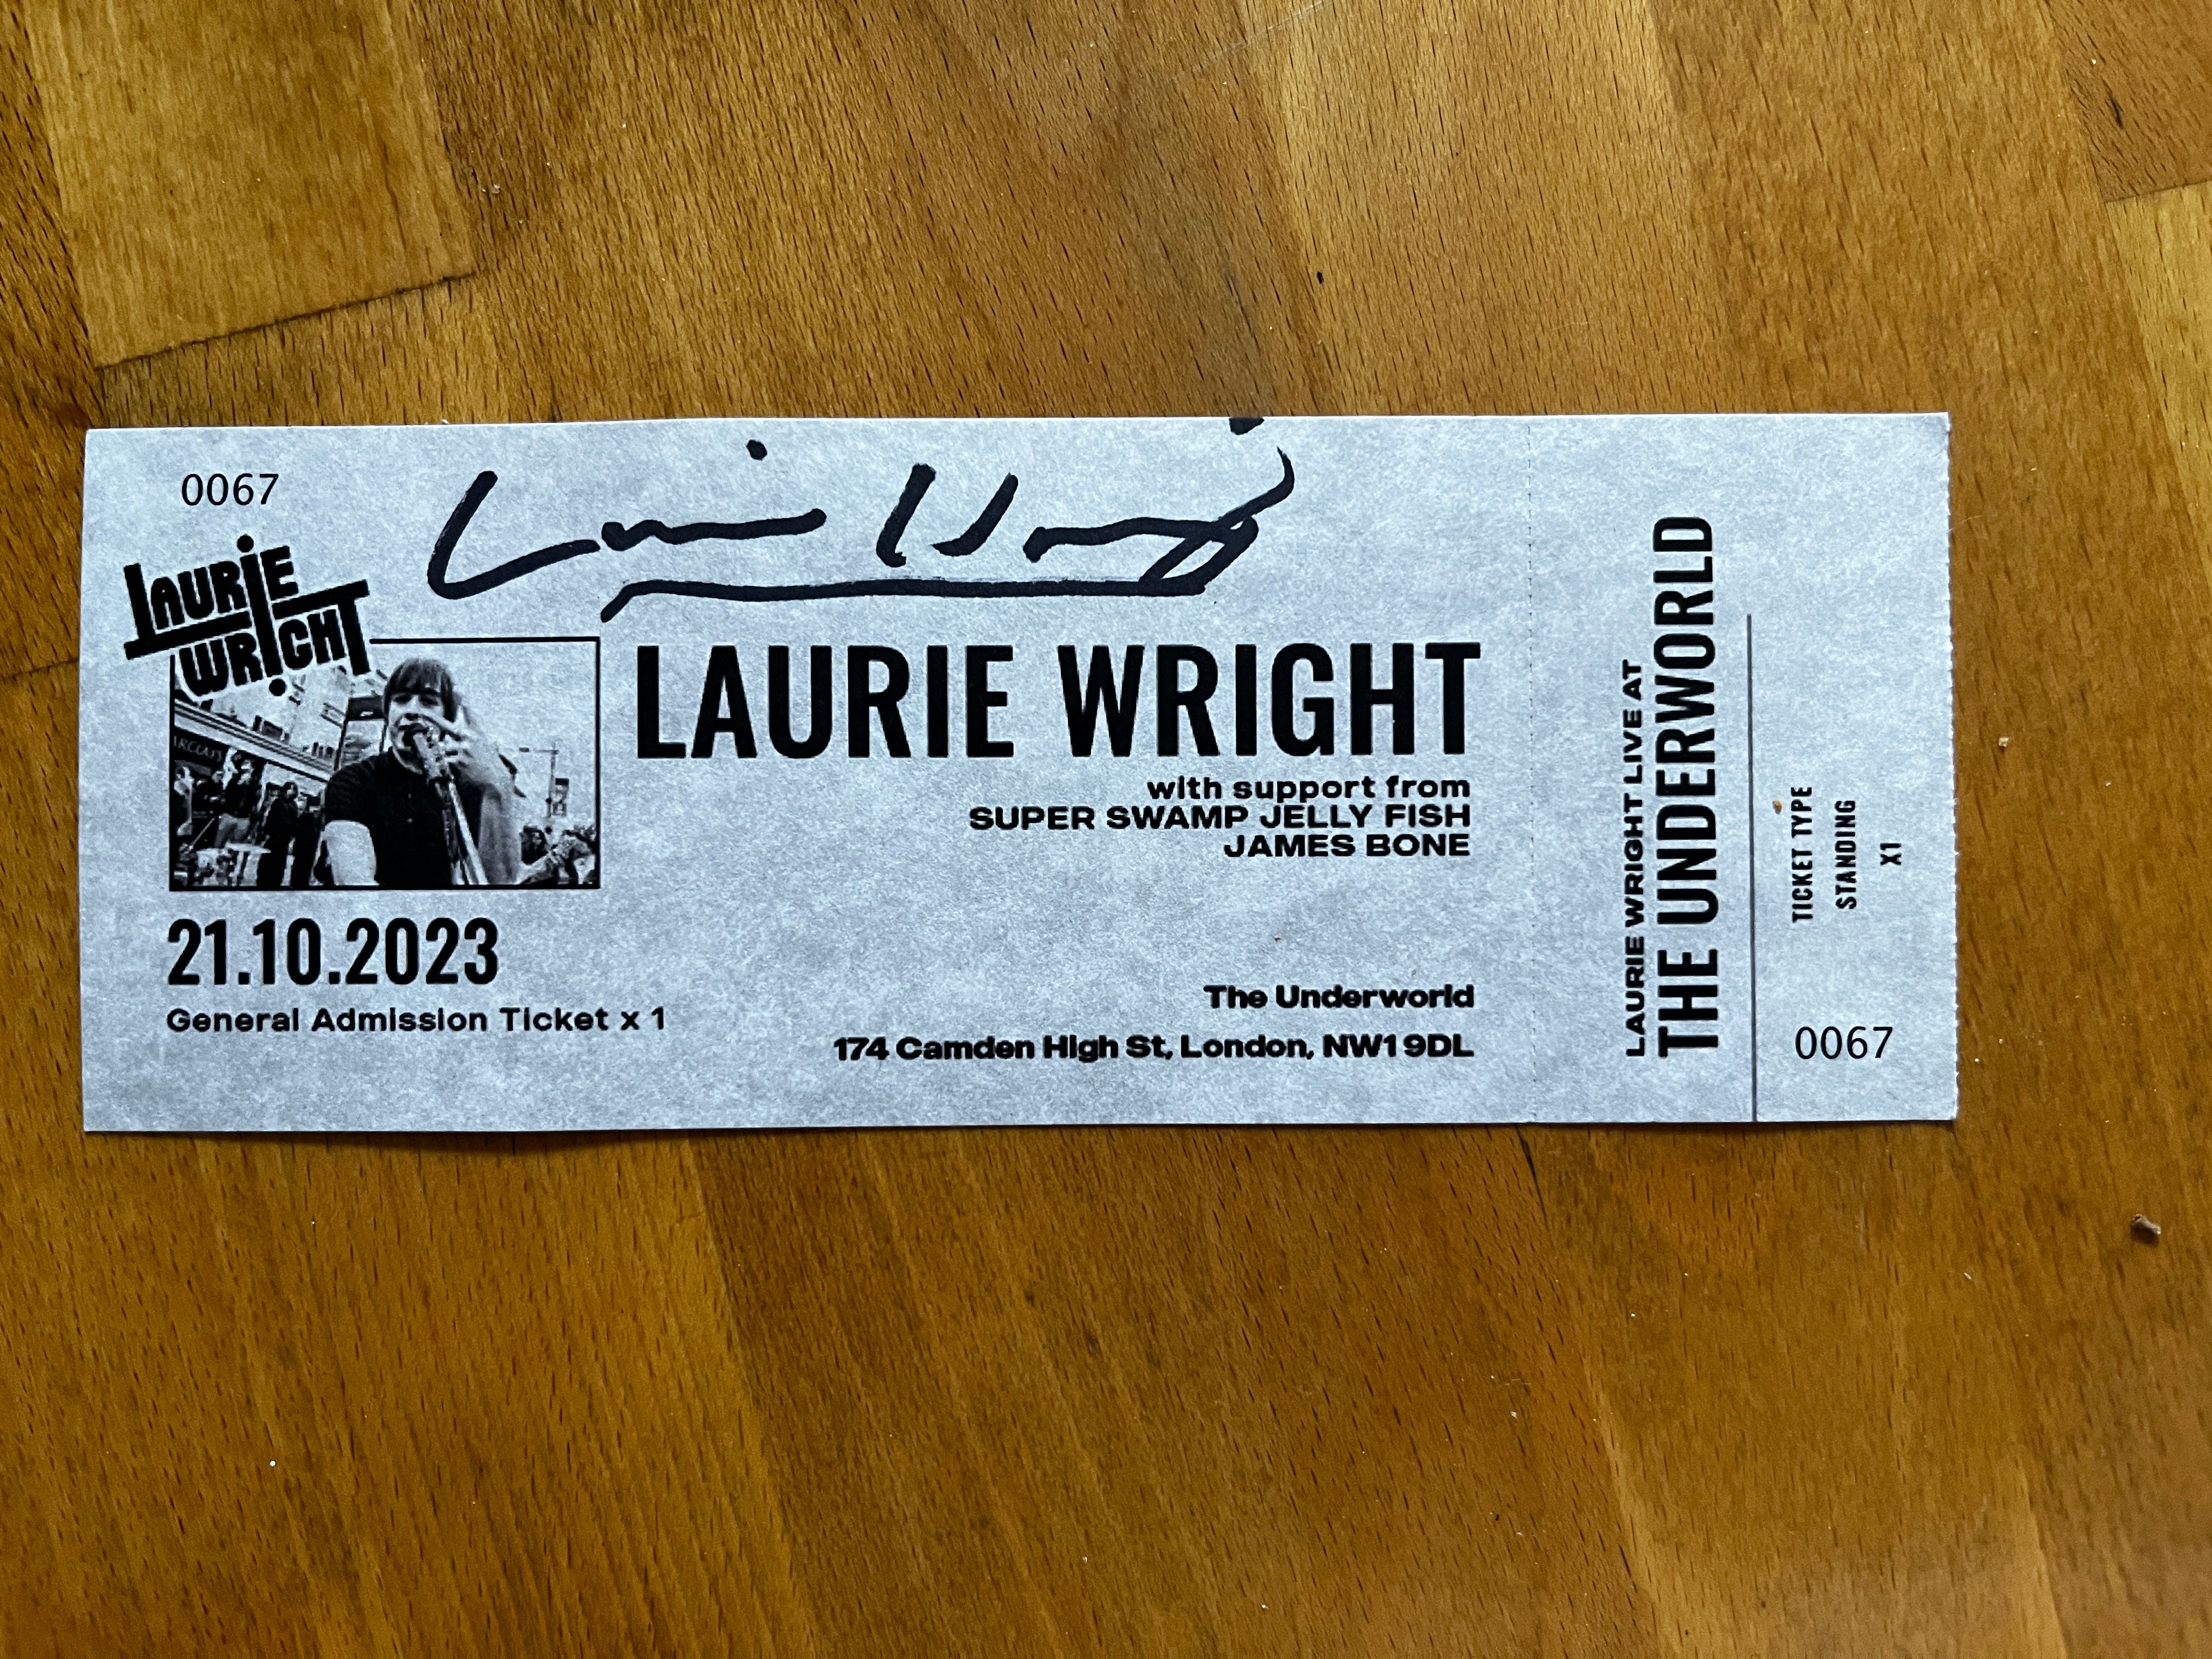 0067
LAURIE
WRIGHT
LAURIE WRIGHT
with support from
SUPER SWAMP JELLY FISH
JAMES BONE
21.10.2023
General Admission Ticket x 1
The Underworld
174 Camden High St, London, NW1 9DL
LAURIE WRIGHT LIVE AT
THE UNDERWORLD
TICKET TYPE
STANDING
X1
0067